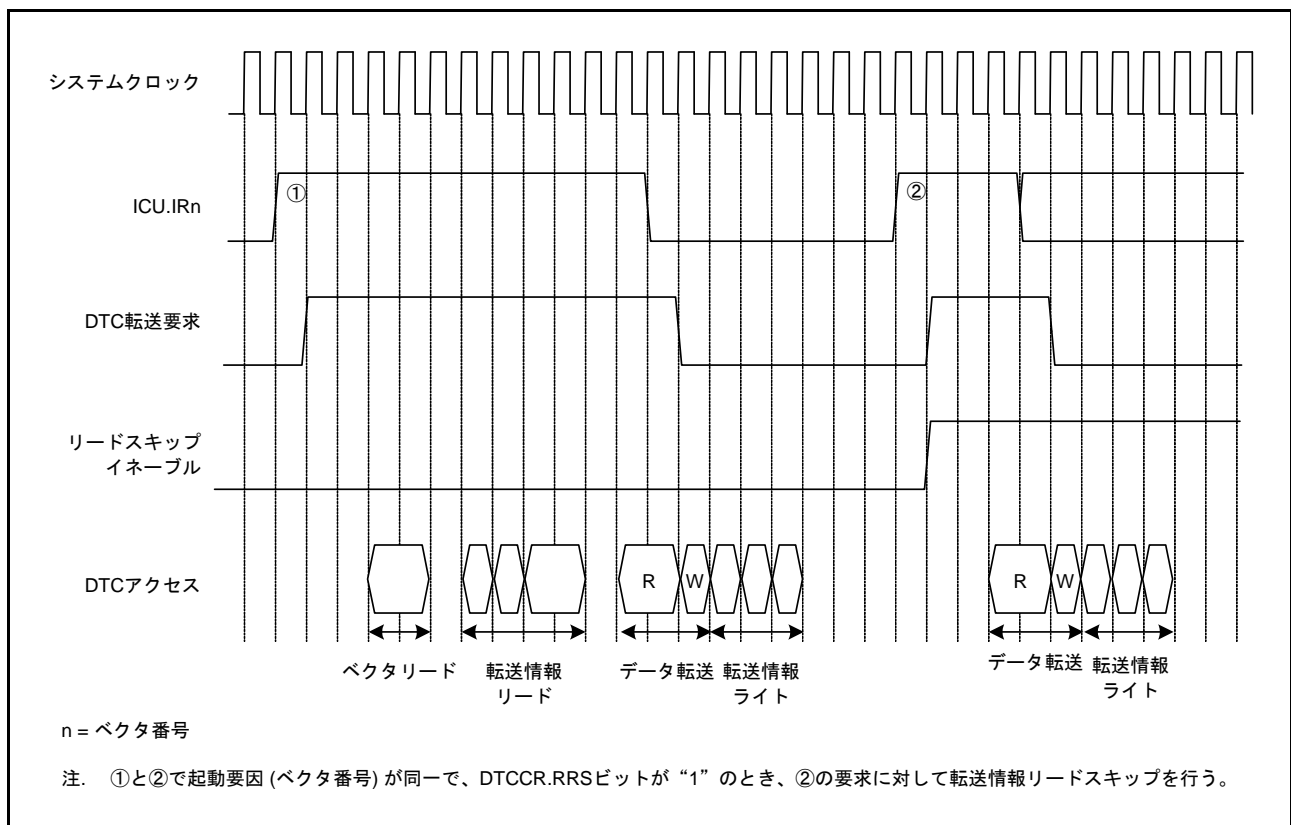 システムクロック
① ②
ICU.IRn
DTC転送要求
リードスキップ
イネーブル
DTCアクセス
R W R W
ベクタリード 転送情報 データ転送 転送情報 データ転送 転送情報
リード ライト ライト
n = ベクタ番号
注. ①と②で起動要因 (ベクタ番号) が同一で、DTCCR.RRSビットが“1”のとき、②の要求に対して転送情報リードスキップを行う。